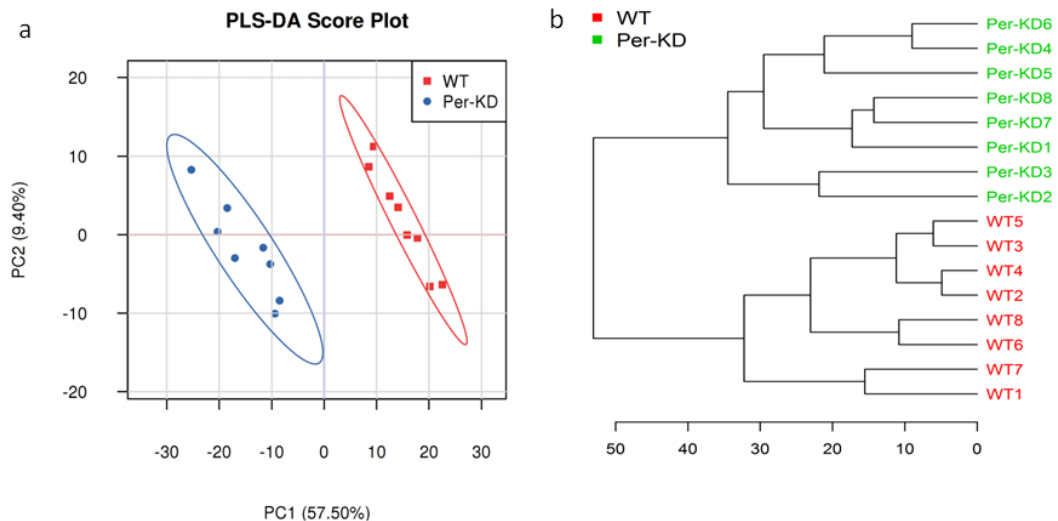 a
PLS-DA Score Plot
WT
Per-KD
20
10
0
-10
-20
PC2 (9.40%)
-30
-20
-10
0
10
20
30
PC1 (57.50%)
b
WT
Per-KD
Per-KD6
Per-KD4
Per-KD5
Per-KD8
Per-KD7
Per-KD1
Per-KD3
Per-KD2
WT5
WT3
WT4
WT2
WT8
WT6
WT7
WT1
50
40
30
20
10
0